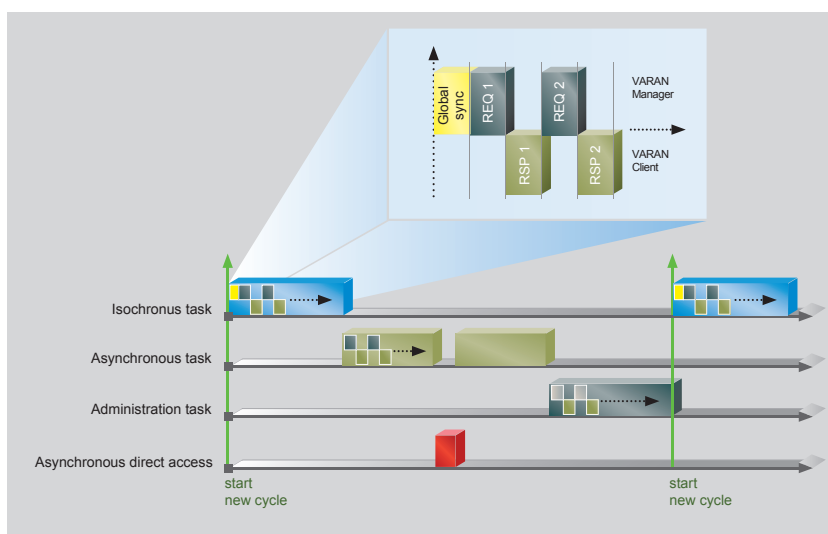 Global
sync
REQ 1
RSP 1
REQ 2
RSP 2
VARAN
Manager
VARAN
Client
Isochronus task
Asynchronous task
Administration task
Asynchronous direct access
start
new cycle
start
new cycle